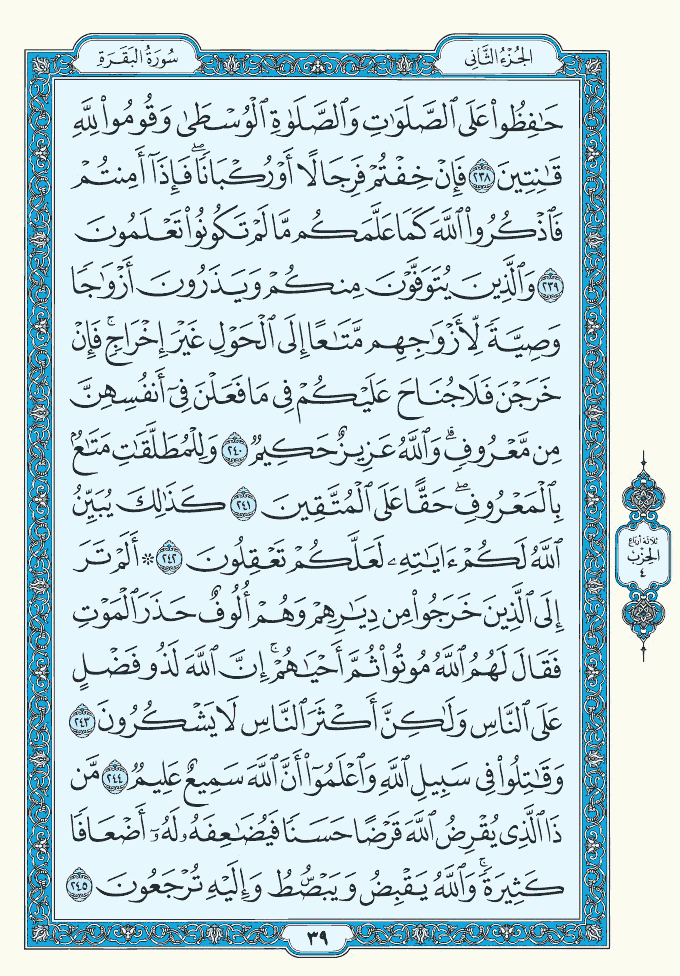 الجُزْءُ الثَّانِي
سُورَةُ البَقَرَةِ
حَٰفِظُوا۟ عَلَى ٱلصَّلَوَٰتِ وَٱلصَّلَوٰةِ ٱلْوُسْطَىٰ وَقُومُوا۟ لِلَّهِ
قَٰنِتِينَ ٢٣٨ فَإِنْ خِفْتُمْ فَرِجَالًا أَوْ رُكْبَانًا ۖ فَإِذَآ أَمِنتُمْ
فَٱذْكُرُوا۟ ٱللَّهَ كَمَا عَلَّمَكُم مَّا لَمْ تَكُونُوا۟ تَعْلَمُونَ
٢٣٩ وَٱلَّذِينَ يُتَوَفَّوْنَ مِنكُمْ وَيَذَرُونَ أَزْوَٰجًا
وَصِيَّةً لِّأَزْوَٰجِهِم مَّتَٰعًا إِلَى ٱلْحَوْلِ غَيْرَ إِخْرَاجٍ ۚ فَإِنْ
خَرَجْنَ فَلَا جُنَاحَ عَلَيْكُمْ فِى مَا فَعَلْنَ فِىٓ أَنفُسِهِنَّ
مِن مَّعْرُوفٍ ۗ وَٱللَّهُ عَزِيزٌ حَكِيمٌ ٢٤٠ وَلِلْمُطَلَّقَٰتِ مَتَٰعٌۢ
بِٱلْمَعْرُوفِ ۖ حَقًّا عَلَى ٱلْمُتَّقِينَ ٢٤١ كَذَٰلِكَ يُبَيِّنُ
ٱللَّهُ لَكُمْ ءَايَٰتِهِۦ لَعَلَّكُمْ تَعْقِلُونَ ٢٤٢ ۞ أَلَمْ تَرَ
إِلَى ٱلَّذِينَ خَرَجُوا۟ مِن دِيَٰرِهِمْ وَهُمْ أُلُوفٌ حَذَرَ ٱلْمَوْتِ
فَقَالَ لَهُمُ ٱللَّهُ مُوتُوا۟ ثُمَّ أَحْيَٰهُمْ ۚ إِنَّ ٱللَّهَ لَذُو فَضْلٍ
عَلَى ٱلنَّاسِ وَلَٰكِنَّ أَكْثَرَ ٱلنَّاسِ لَا يَشْكُرُونَ ٢٤٣
وَقَٰتِلُوا۟ فِى سَبِيلِ ٱللَّهِ وَٱعْلَمُوٓا۟ أَنَّ ٱللَّهَ سَمِيعٌ عَلِيمٌ ٢٤٤ مَّن
ذَا ٱلَّذِى يُقْرِضُ ٱللَّهَ قَرْضًا حَسَنًا فَيُضَٰعِفَهُۥ لَهُۥٓ أَضْعَافًا
كَثِيرَةً ۚ وَٱللَّهُ يَقْبِضُ وَيَبْصُۜطُ وَإِلَيْهِ تُرْجَعُونَ ٢٤٥
ثلاثة أرباع
الحِزْب
٤
٣٩